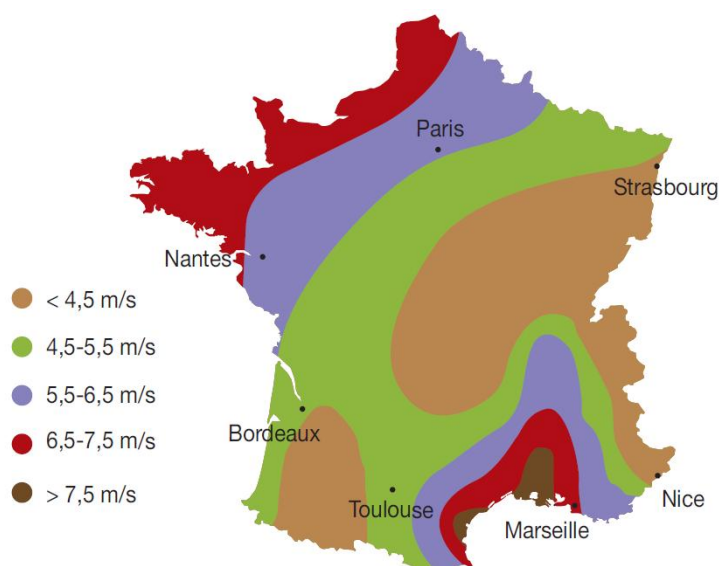 Paris
Strasbourg
Nantes
< 4,5 m/s
4,5-5,5 m/s
5,5-6,5 m/s
6,5-7,5 m/s
> 7,5 m/s
Bordeaux
Toulouse
Marseille
Nice